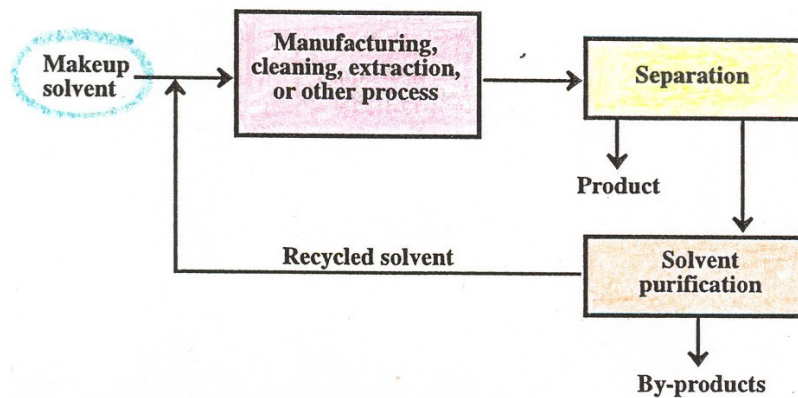 Makeup
solvent
Manufacturing,
cleaning, extraction,
or other process
Separation
Product
Recycled solvent
Solvent
purification
By-products